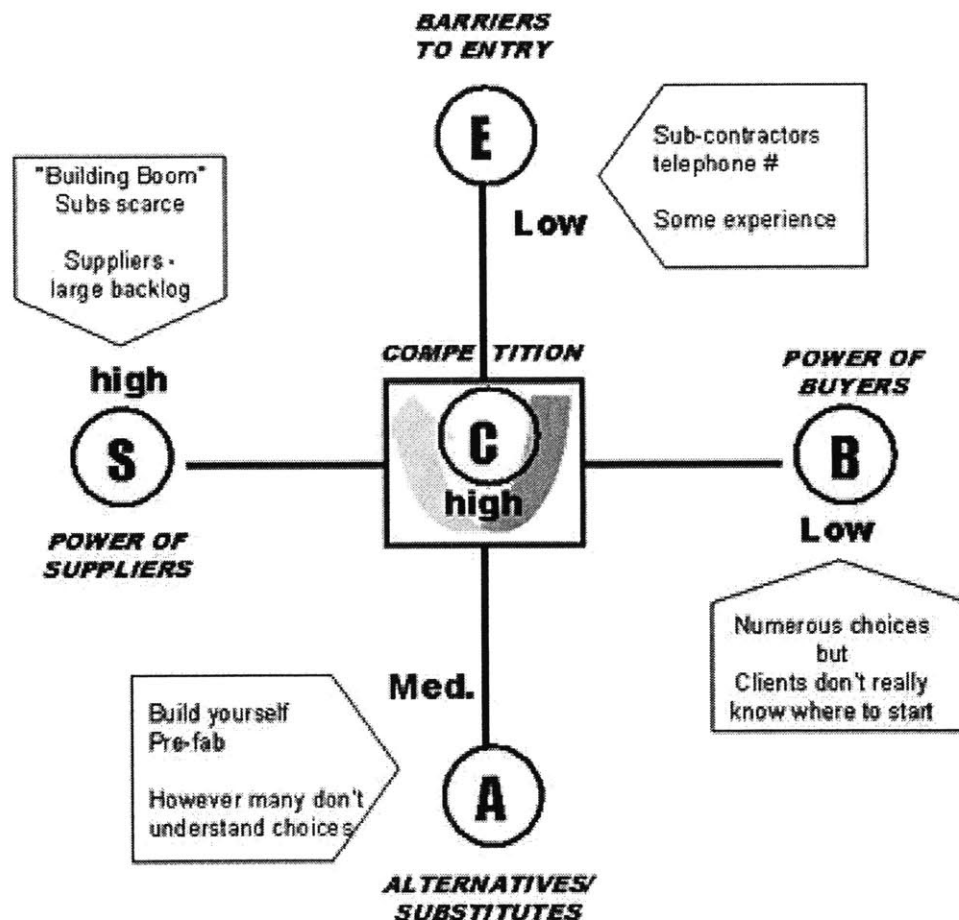 BARRIERS
TO ENTRY
E
Low
Sub-contractors
telephone #
Some experience
"Building Boom"
Subs scarce
Suppliers -
large backlog
high
S
POWER OF
SUPPLIERS
COMPETITION
C
high
POWER OF
BUYERS
B
Low
Numerous choices
but
Clients don't really
know where to start
Med.
Build yourself
Pre-fab
However many don't
understand choices
A
ALTERNATIVES/
SUBSTITUTES